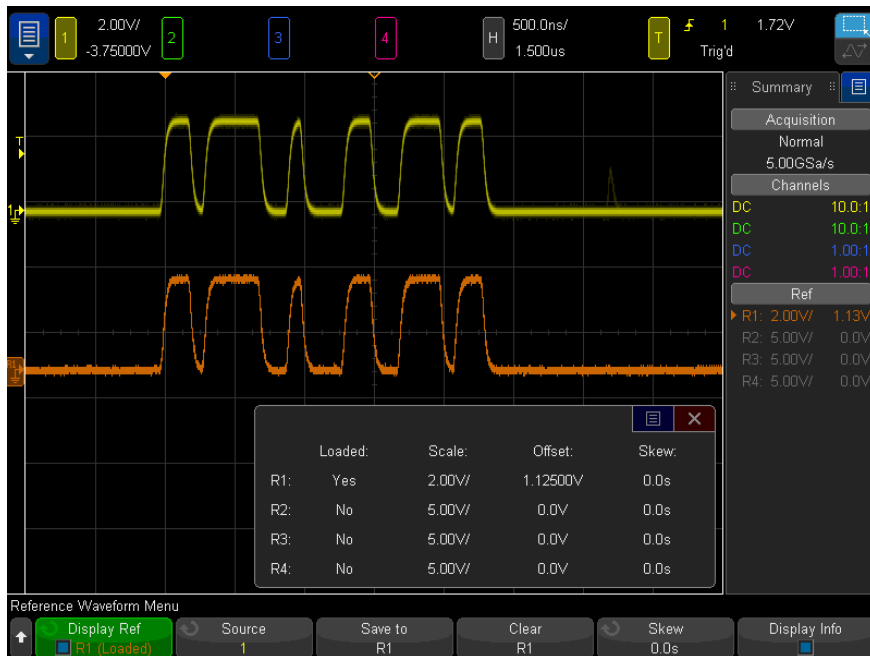 1 2.00V/ 2 3 4 H 500.0ns/ T 1 1.72V
-3.75000V 1.500us Trig'd
Summary
Acquisition
Normal
5.00GSa/s
Channels
DC 10.0:1
DC 10.0:1
DC 1.00:1
DC 1.00:1
Ref
R1: 2.00V/ 1.13V
R2: 5.00V/ 0.0V
R3: 5.00V/ 0.0V
R4: 5.00V/ 0.0V
T
1
R1
Loaded: Scale: Offset: Skew:
R1: Yes 2.00V/ 1.12500V 0.0s
R2: No 5.00V/ 0.0V 0.0s
R3: No 5.00V/ 0.0V 0.0s
R4: No 5.00V/ 0.0V 0.0s
Reference Waveform Menu
Display Ref Source Save to Clear Skew Display Info
R1 (Loaded) 1 R1 R1 0.0s